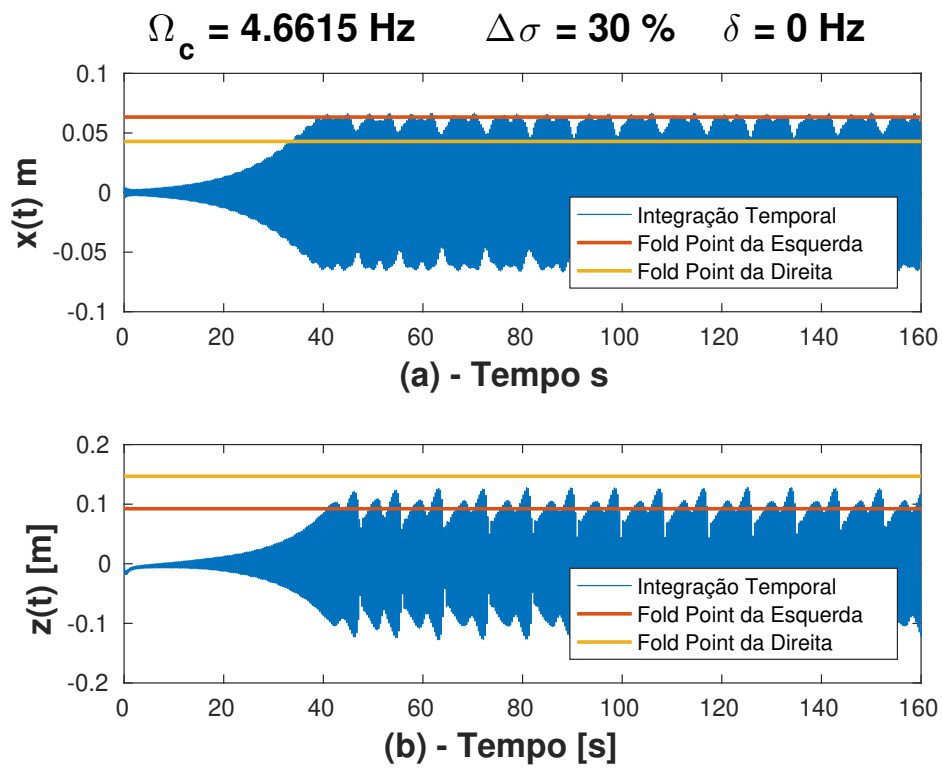 Ω_c = 4.6615 Hz Δσ = 30 % δ = 0 Hz
0.1
0.05
0
-0.05
-0.1
x(t) m
Integração Temporal
Fold Point da Esquerda
Fold Point da Direita
0 20 40 60 80 100 120 140 160
(a) - Tempo s
0.2
0.1
0
-0.1
-0.2
z(t) [m]
Integração Temporal
Fold Point da Esquerda
Fold Point da Direita
0 20 40 60 80 100 120 140 160
(b) - Tempo [s]